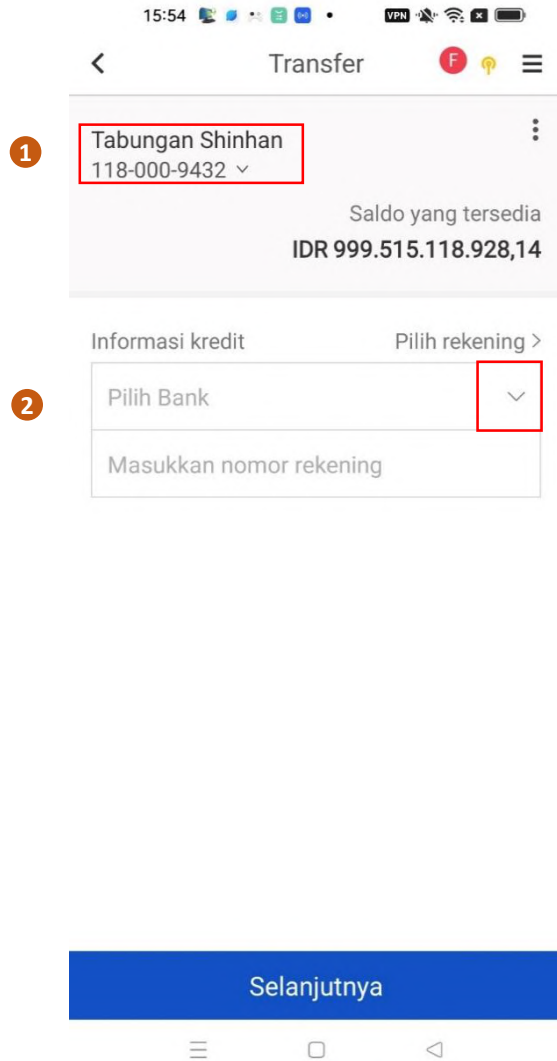 15:54
VPN
Transfer
F
1
Tabungan Shinhan
118-000-9432
Saldo yang tersedia
IDR 999.515.118.928,14
Informasi kredit
Pilih rekening >
2
Pilih Bank
Masukkan nomor rekening
Selanjutnya